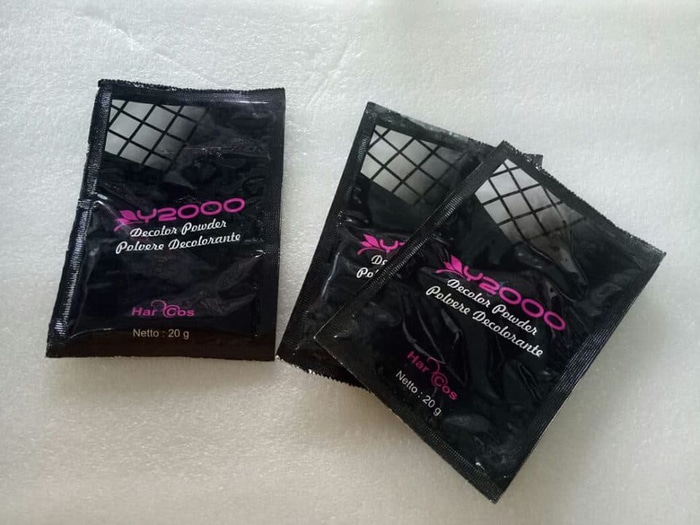 Y2000
Decolor Powder
Polvere Decolorante
Har Cos
Netto : 20 g
Y2000
Decolor Powder
Polvere Decolorante
Har Cos
Netto : 20 g